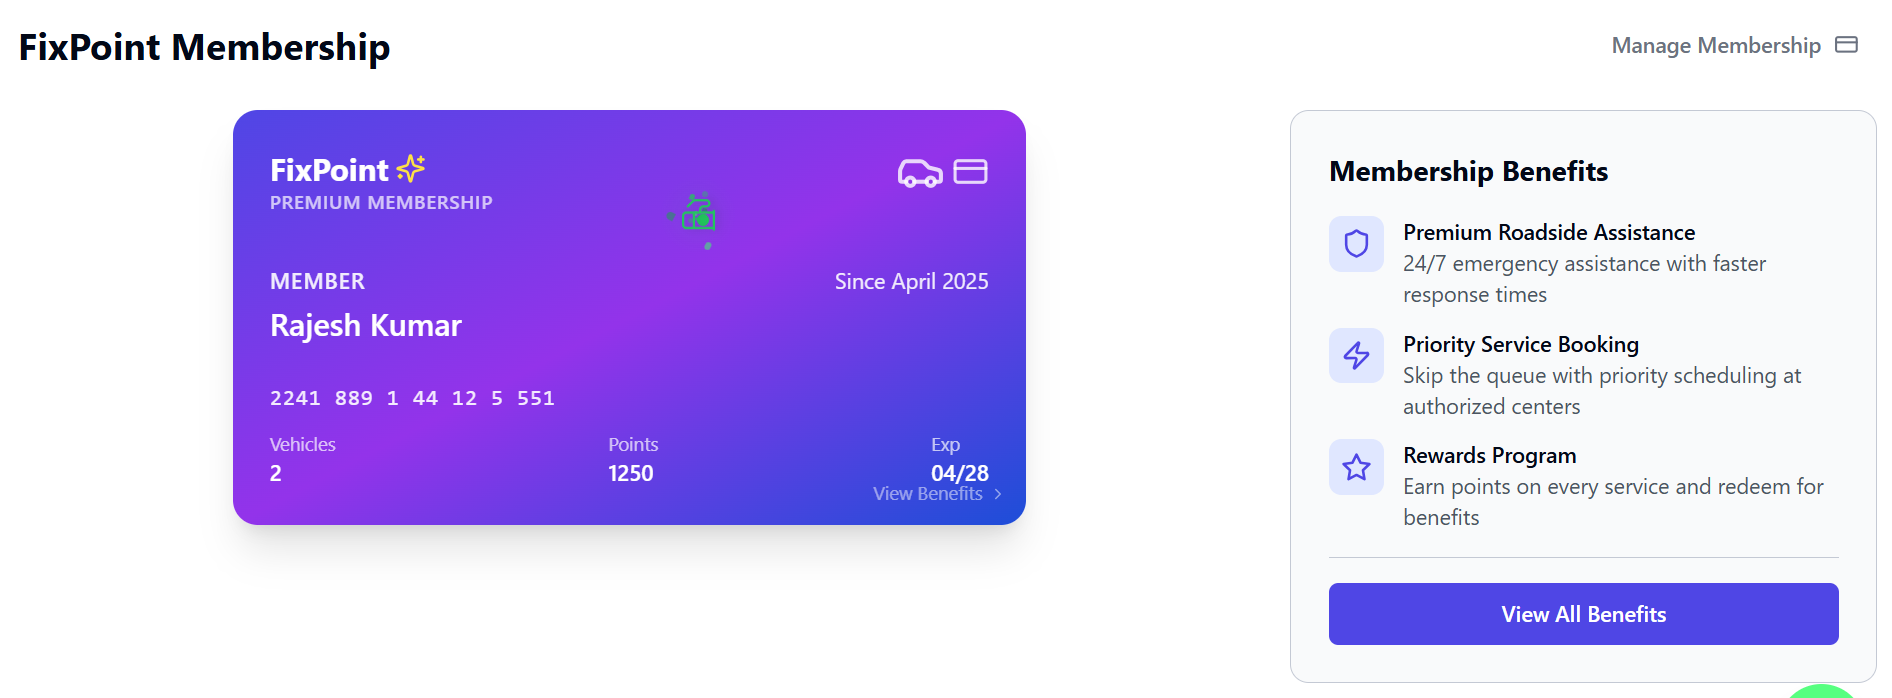 FixPoint Membership
Manage Membership
FixPoint
PREMIUM MEMBERSHIP
MEMBER
Since April 2025
Rajesh Kumar
2241 889 1 44 12 5 551
Vehicles
Points
Exp
2
1250
04/28
View Benefits
Membership Benefits
Premium Roadside Assistance
24/7 emergency assistance with faster
response times
Priority Service Booking
Skip the queue with priority scheduling at
authorized centers
Rewards Program
Earn points on every service and redeem for
benefits
View All Benefits